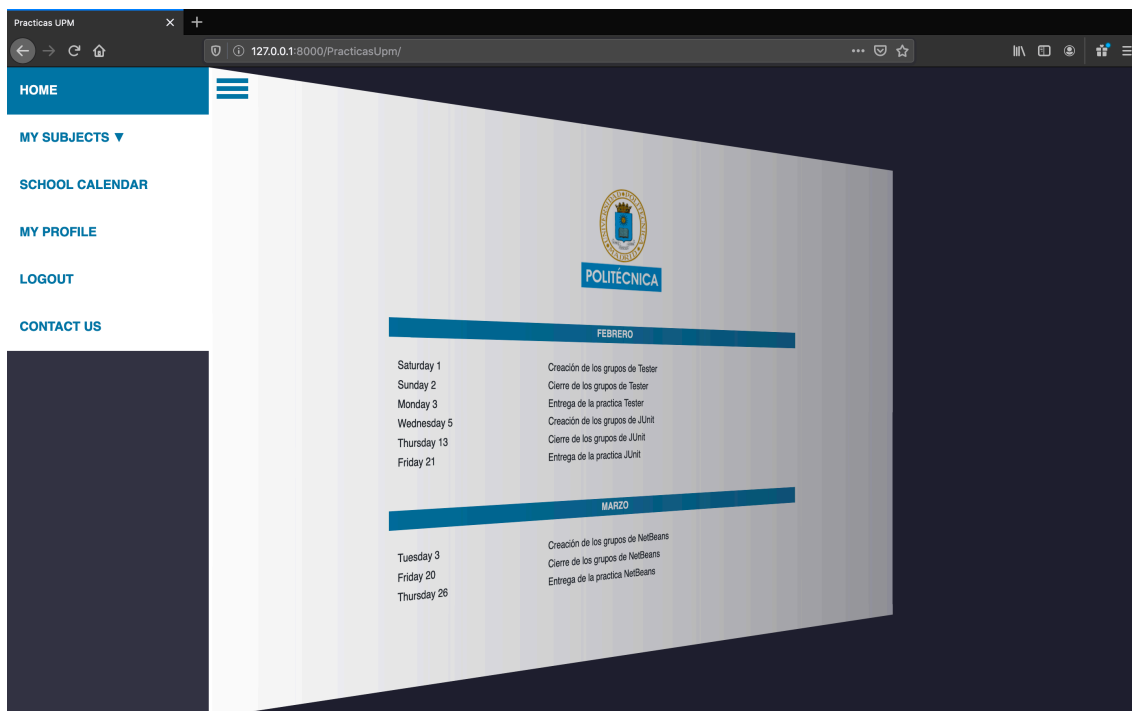 Practicas UPM
127.0.0.1:8000/PracticasUpm/
HOME
MY SUBJECTS ▼
SCHOOL CALENDAR
MY PROFILE
LOGOUT
CONTACT US
POLITÉCNICA
FEBRERO
Saturday 1 Creación de los grupos de Tester
Sunday 2 Cierre de los grupos de Tester
Monday 3 Entrega de la practica Tester
Wednesday 5 Creación de los grupos de JUnit
Thursday 13 Cierre de los grupos de JUnit
Friday 21 Entrega de la practica JUnit
MARZO
Tuesday 3 Creación de los grupos de NetBeans
Friday 20 Cierre de los grupos de NetBeans
Thursday 26 Entrega de la practica NetBeans